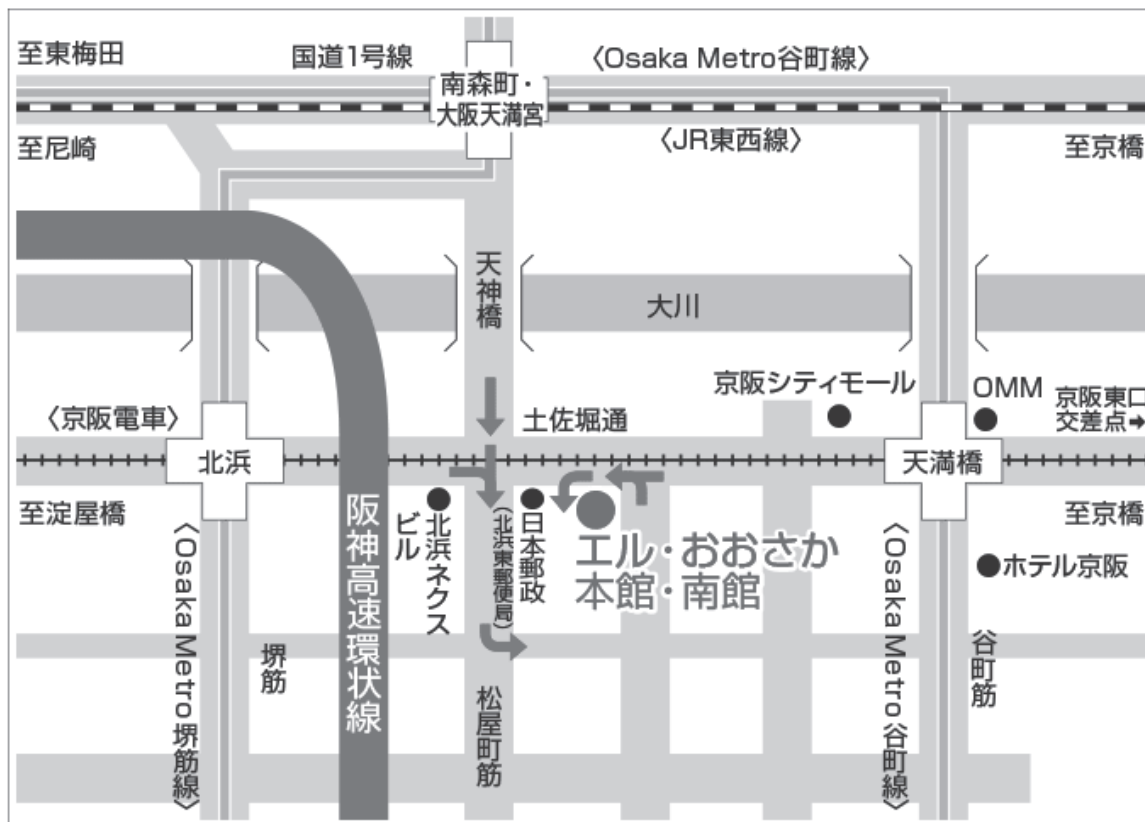 至東梅田
国道1号線
〈Osaka Metro谷町線〉
南森町・
大阪天満宮
至尼崎
〈JR東西線〉
至京橋
天神橋
大川
京阪シティモール
OMM
京阪東口
交差点➔
〈京阪電車〉
土佐堀通
北浜
天満橋
至淀屋橋
阪神高速環状線
北浜ネクス
ビル
日本郵政
(北浜東郵便局)
エル・おおさか
本館・南館
至京橋
ホテル京阪
〈Osaka Metro堺筋線〉
堺筋
松屋町筋
〈Osaka Metro谷町線〉
谷町筋